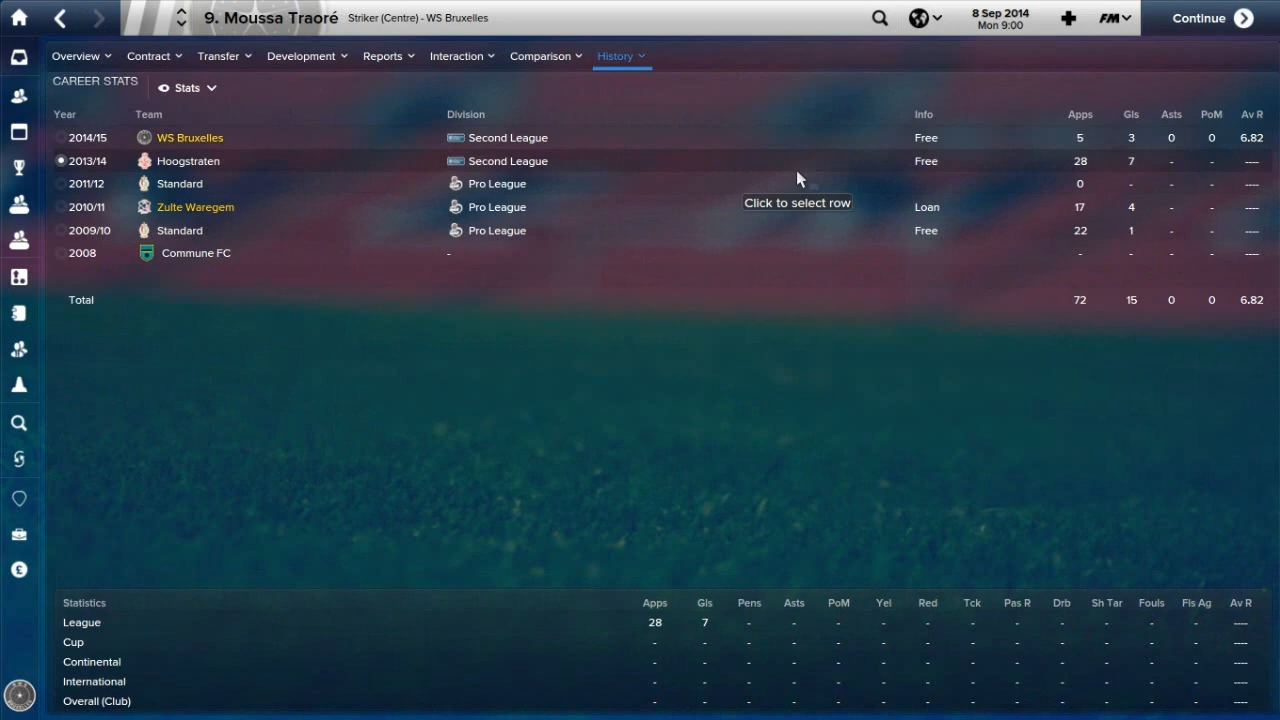 9. Moussa Traoré Striker (Centre) - WS Bruxelles 8 Sep 2014 FM Continue
Mon 9:00
Overview Contract Transfer Development Reports Interaction Comparison History
CAREER STATS Stats
Year Team Division Info Apps Gls Asts PoM Av R
2014/15 WS Bruxelles Second League Free 5 3 0 0 6.82
2013/14 Hoogstraten Second League Free 28 7 - - ----
2011/12 Standard Pro League 0 - - - ----
Click to select row
2010/11 Zulte Waregem Pro League Loan 17 4 - - ----
2009/10 Standard Pro League Free 22 1 - - ----
2008 Commune FC - - - - - ----
Total 72 15 0 0 6.82
Statistics Apps Gls Pens Asts PoM Yel Red Tck Pas R Drb Sh Tar Fouls Fls Ag Av R
League 28 7 - - - - - - - - - - - ----
Cup - - - - - - - - - - - - - ----
Continental - - - - - - - - - - - - - ----
International - - - - - - - - - - - - - ----
Overall (Club) - - - - - - - - - - - - - ----